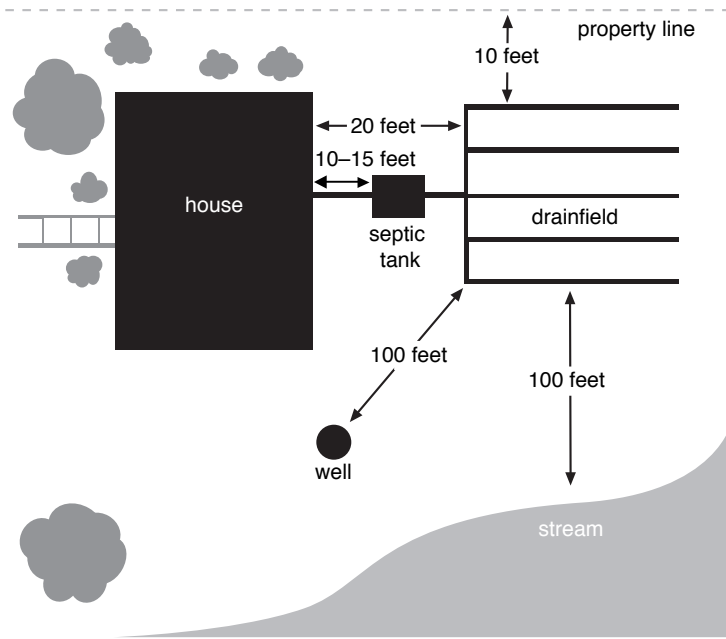 property line
10 feet
20 feet
10–15 feet
house
septic
tank
drainfield
100 feet
100 feet
well
stream